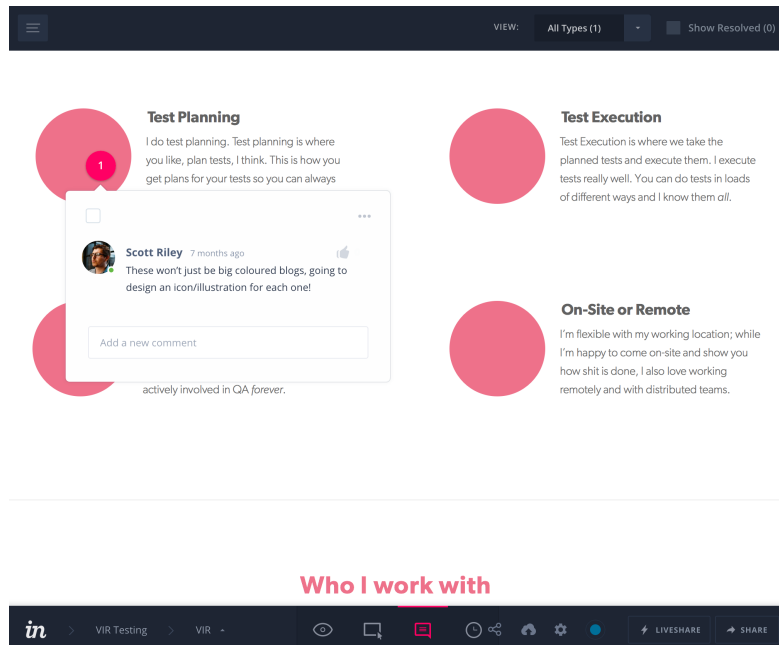 VIEW:
All Types (1)
Show Resolved (0)
Test Planning
I do test planning. Test planning is where
you like, plan tests, I think. This is how you
get plans for your tests so you can always
Test Execution
Test Execution is where we take the
planned tests and execute them. I execute
tests really well. You can do tests in loads
of different ways and I know them all.
1
Scott Riley 7 months ago
These won't just be big coloured blogs, going to
design an icon/illustration for each one!
Add a new comment
actively involved in QA forever.
On-Site or Remote
I'm flexible with my working location; while
I'm happy to come on-site and show you
how shit is done, I also love working
remotely and with distributed teams.
Who I work with
in
VIR Testing
VIR
LIVESHARE
SHARE